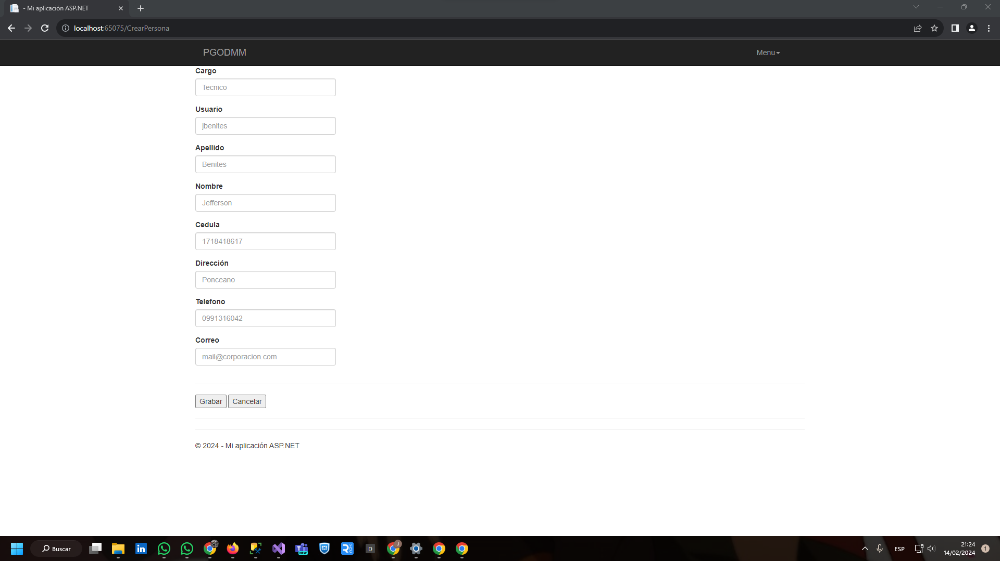 - Mi aplicación ASP.NET
localhost:65075/CrearPersona
PGODMM
Menu
Cargo
Tecnico
Usuario
jbenites
Apellido
Benites
Nombre
Jefferson
Cedula
1718418617
Dirección
Ponceano
Telefono
0991316042
Correo
mail@corporacion.com
Grabar Cancelar
© 2024 - Mi aplicación ASP.NET
Buscar
NEW
D
J
ESP
21:24
14/02/2024
1